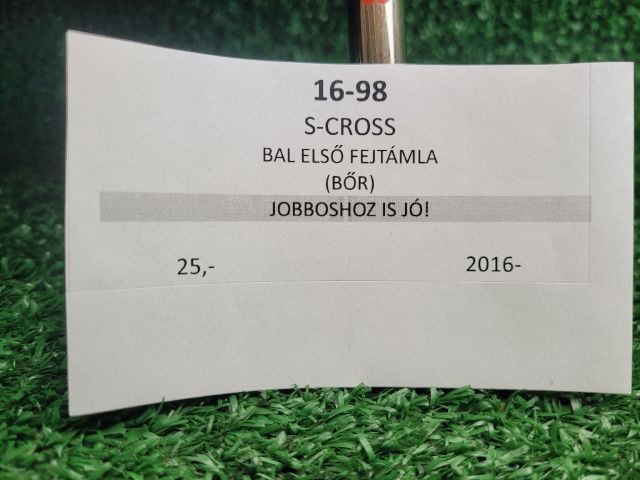 16-98
S-CROSS
BAL ELSŐ FEJTÁMLA
(BŐR)
JOBBOSHOZ IS JÓ!
25,- 2016-